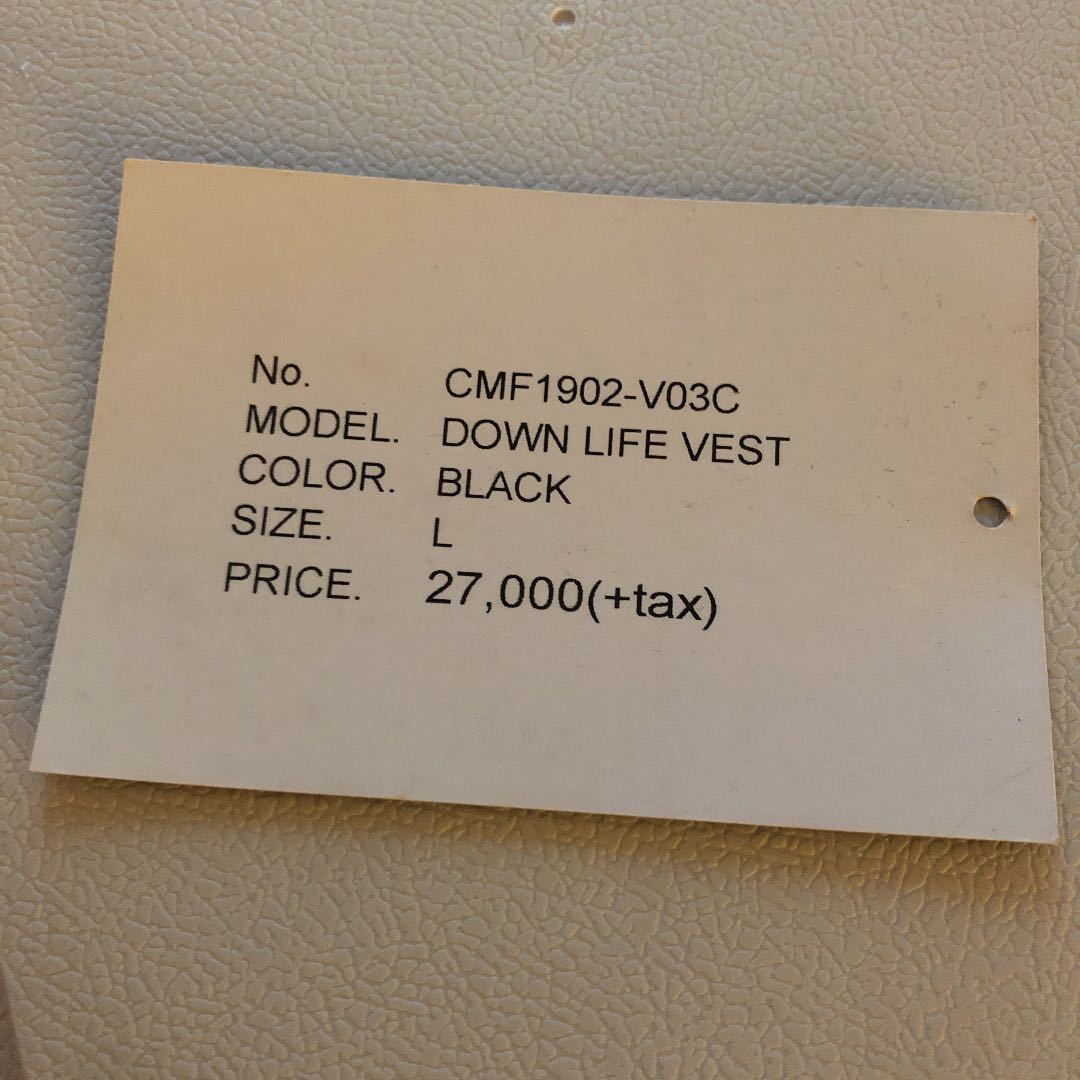 No. CMF1902-V03C
MODEL. DOWN LIFE VEST
COLOR. BLACK
SIZE. L
PRICE. 27,000(+tax)